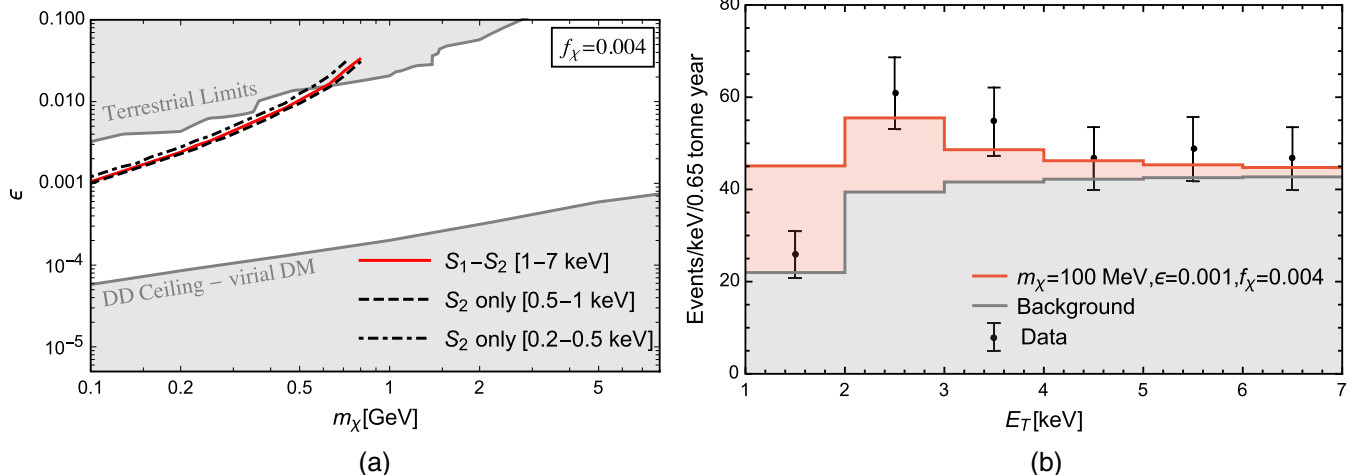 0.100
0.010
0.001
10⁻⁴
10⁻⁵
ϵ
f_χ=0.004
Terrestrial Limits
DD Ceiling – virial DM
S₁–S₂ [1–7 keV]
S₂ only [0.5–1 keV]
S₂ only [0.2–0.5 keV]
0.1 0.2 0.5 1 2 5
m_χ[GeV]
(a)
80
60
40
20
0
Events/keV/0.65 tonne year
m_χ=100 MeV,ϵ=0.001,f_χ=0.004
Background
Data
1 2 3 4 5 6 7
E_T[keV]
(b)